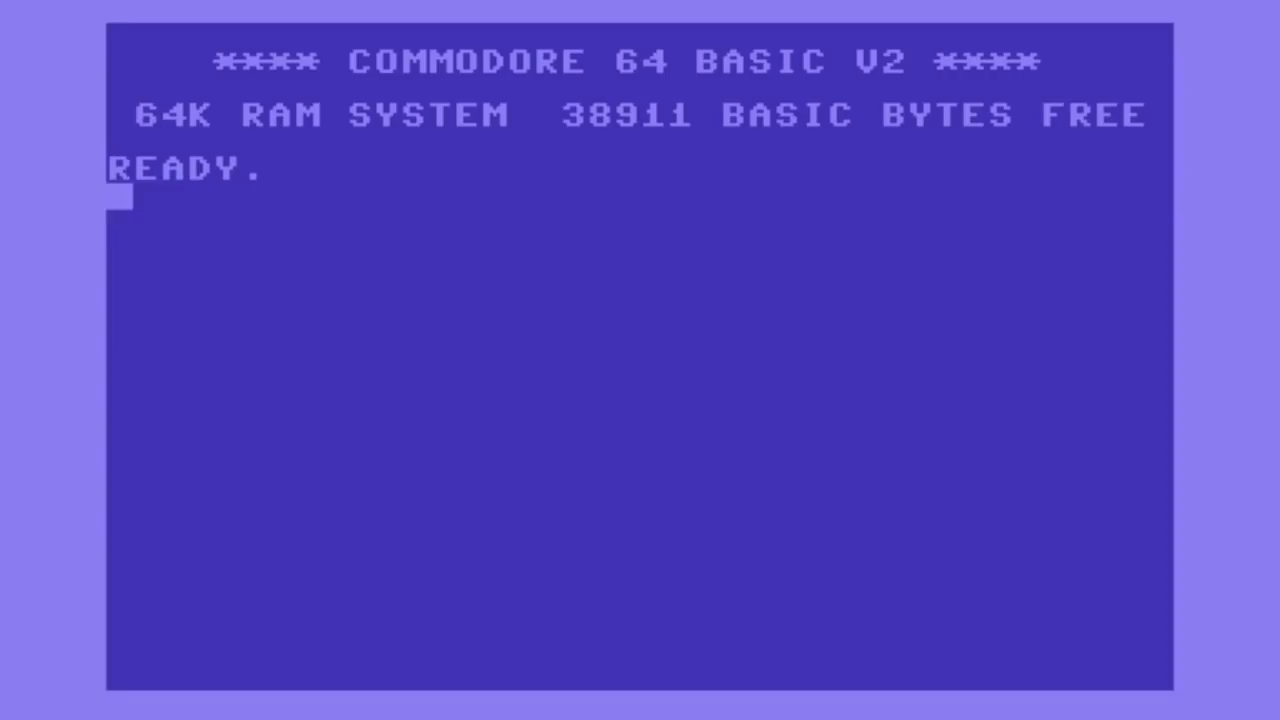 **** COMMODORE 64 BASIC V2 ****
64K RAM SYSTEM  38911 BASIC BYTES FREE
READY.